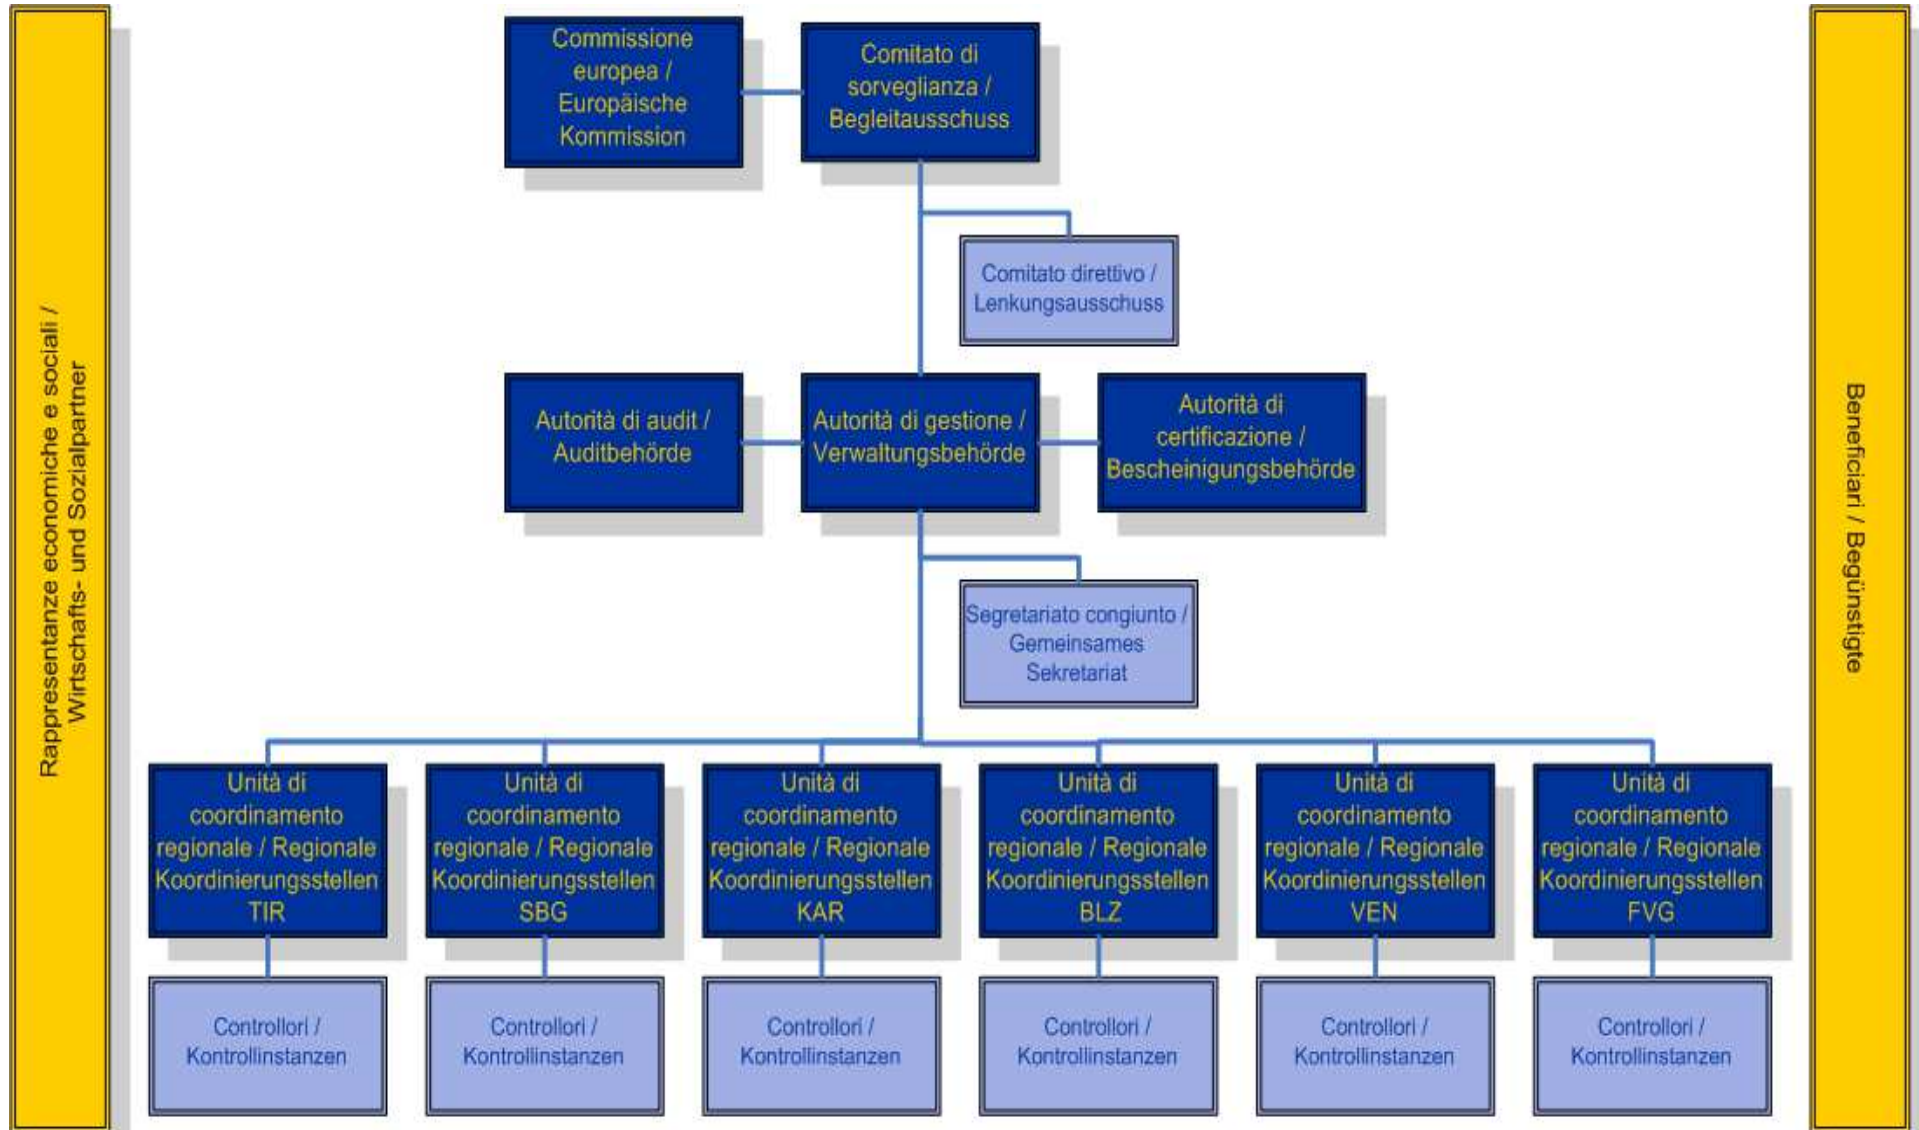 Rappresentanze economiche e sociali /
Wirtschafts- und Sozialpartner
Commissione
europea /
Europäische
Kommission
Comitato di
sorveglianza /
Begleitausschuss
Comitato direttivo /
Lenkungsausschuss
Autorità di audit /
Auditbehörde
Autorità di gestione /
Verwaltungsbehörde
Autorità di
certificazione /
Bescheinigungsbehörde
Segretariato congiunto /
Gemeinsames
Sekretariat
Unità di
coordinamento
regionale / Regionale
Koordinierungsstellen
TIR
Unità di
coordinamento
regionale / Regionale
Koordinierungsstellen
SBG
Unità di
coordinamento
regionale / Regionale
Koordinierungsstellen
KAR
Unità di
coordinamento
regionale / Regionale
Koordinierungsstellen
BLZ
Unità di
coordinamento
regionale / Regionale
Koordinierungsstellen
VEN
Unità di
coordinamento
regionale / Regionale
Koordinierungsstellen
FVG
Controllori /
Kontrollinstanzen
Controllori /
Kontrollinstanzen
Controllori /
Kontrollinstanzen
Controllori /
Kontrollinstanzen
Controllori /
Kontrollinstanzen
Controllori /
Kontrollinstanzen
Beneficiari / Begünstigte